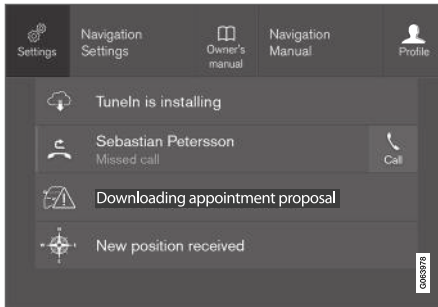 Settings
Navigation
Settings
Owner's
manual
Navigation
Manual
Profile
TuneIn is installing
Sebastian Petersson
Missed call
Call
Downloading appointment proposal
New position received
G063978